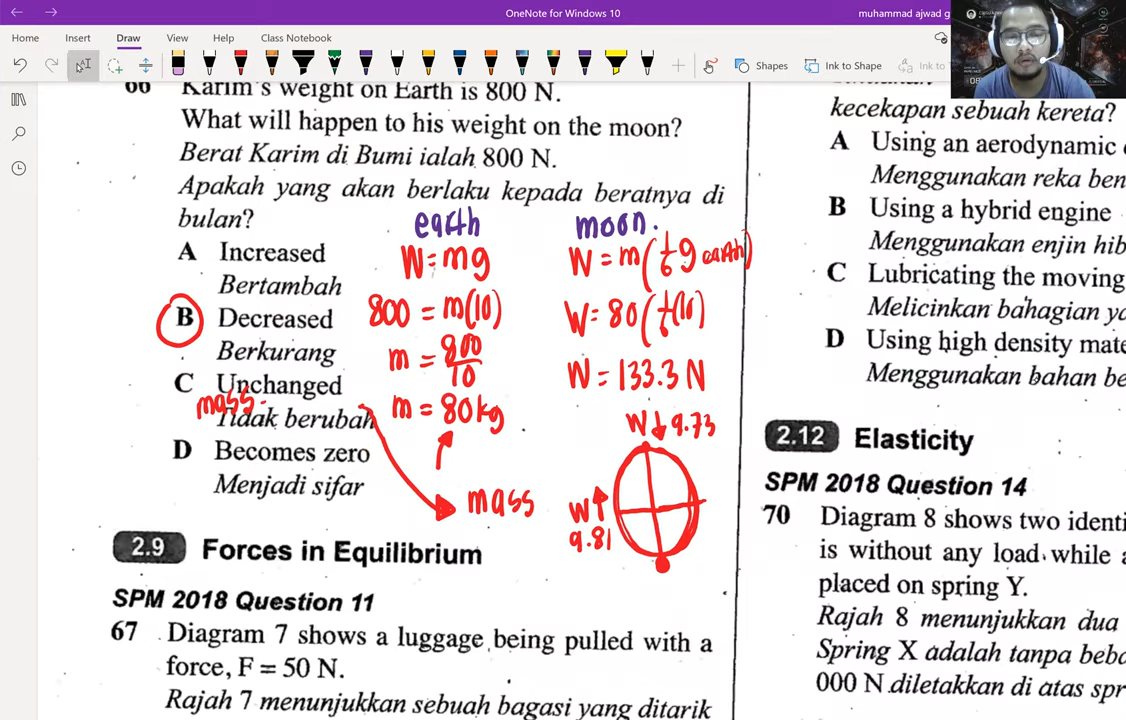 OneNote for Windows 10
muhammad ajwad g
Home Insert Draw View Help Class Notebook
Shapes Ink to Shape Ink to
66 Karim's weight on Earth is 800 N.
What will happen to his weight on the moon?
Berat Karim di Bumi ialah 800 N.
Apakah yang akan berlaku kepada beratnya di
bulan?
A Increased
Bertambah
B Decreased
Berkurang
C Unchanged
Tidak berubah
D Becomes zero
Menjadi sifar
mass.
earth
W = mg
800 = m(10)
m = 800/10
m = 80kg
mass
moon.
W = m(1/6 g earth)
W = 80(1/6(10))
W = 133.3 N
W ↓ 9.73
W ↑
9.81
2.9 Forces in Equilibrium
SPM 2018 Question 11
67 Diagram 7 shows a luggage being pulled with a
force, F = 50 N.
Rajah 7 menunjukkan sebuah bagasi yang ditarik
kecekapan sebuah kereta?
A Using an aerodynamic
Menggunakan reka ben
B Using a hybrid engine
Menggunakan enjin hib
C Lubricating the moving
Melicinkan bahagian ya
D Using high density mate
Menggunakan bahan be
2.12 Elasticity
SPM 2018 Question 14
70 Diagram 8 shows two identi
is without any load while a
placed on spring Y.
Rajah 8 menunjukkan dua
Spring X adalah tanpa beba
000 N diletakkan di atas spr